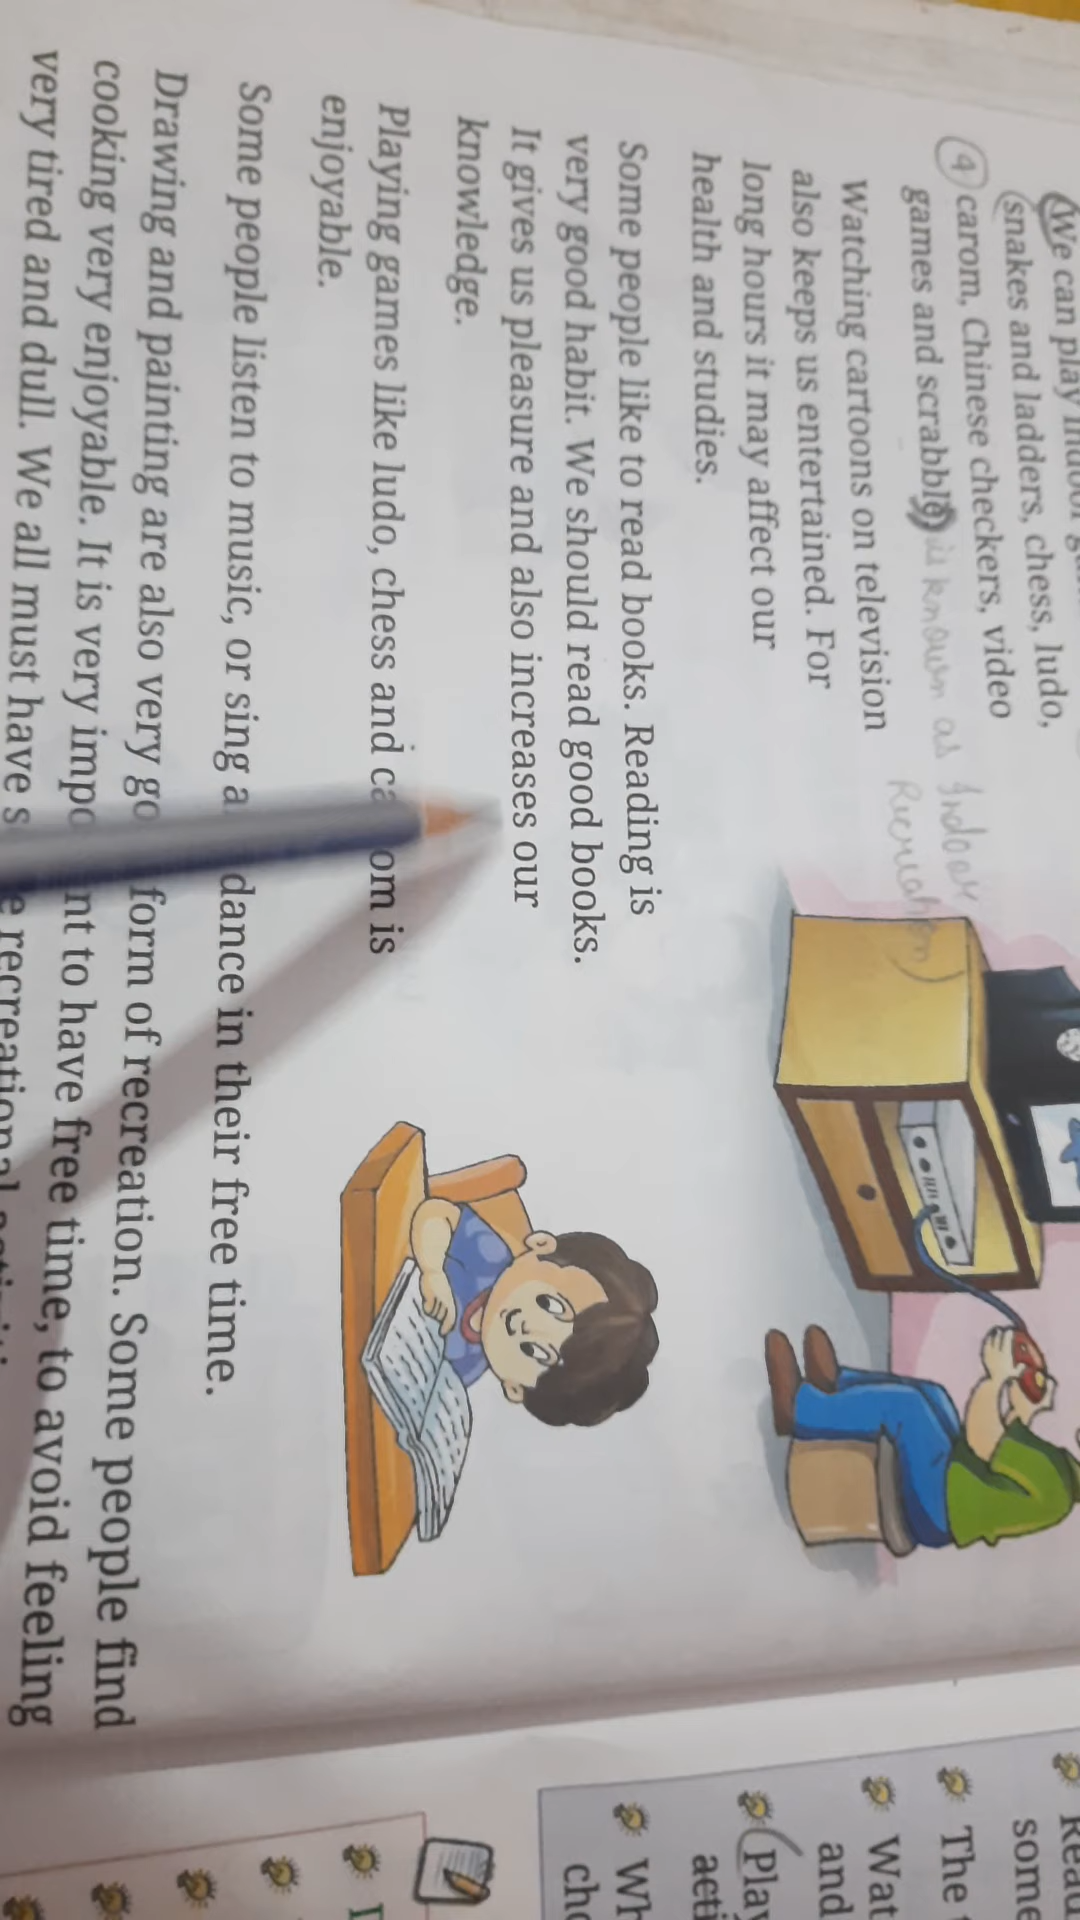 We can play indoor
snakes and ladders, chess, ludo,
4 carom, Chinese checkers, video
games and scrabble) is known as Indoor
Recreation)
Watching cartoons on television
also keeps us entertained. For
long hours it may affect our
health and studies.
Some people like to read books. Reading is
very good habit. We should read good books.
It gives us pleasure and also increases our
knowledge.
Playing games like ludo, chess and ca om is
enjoyable.
Some people listen to music, or sing a dance in their free time.
Drawing and painting are also very go form of recreation. Some people find
cooking very enjoyable. It is very impo nt to have free time, to avoid feeling
very tired and dull. We all must have s e recreational
Read
some
The
Wat
and
Play
acti
Wh
cho